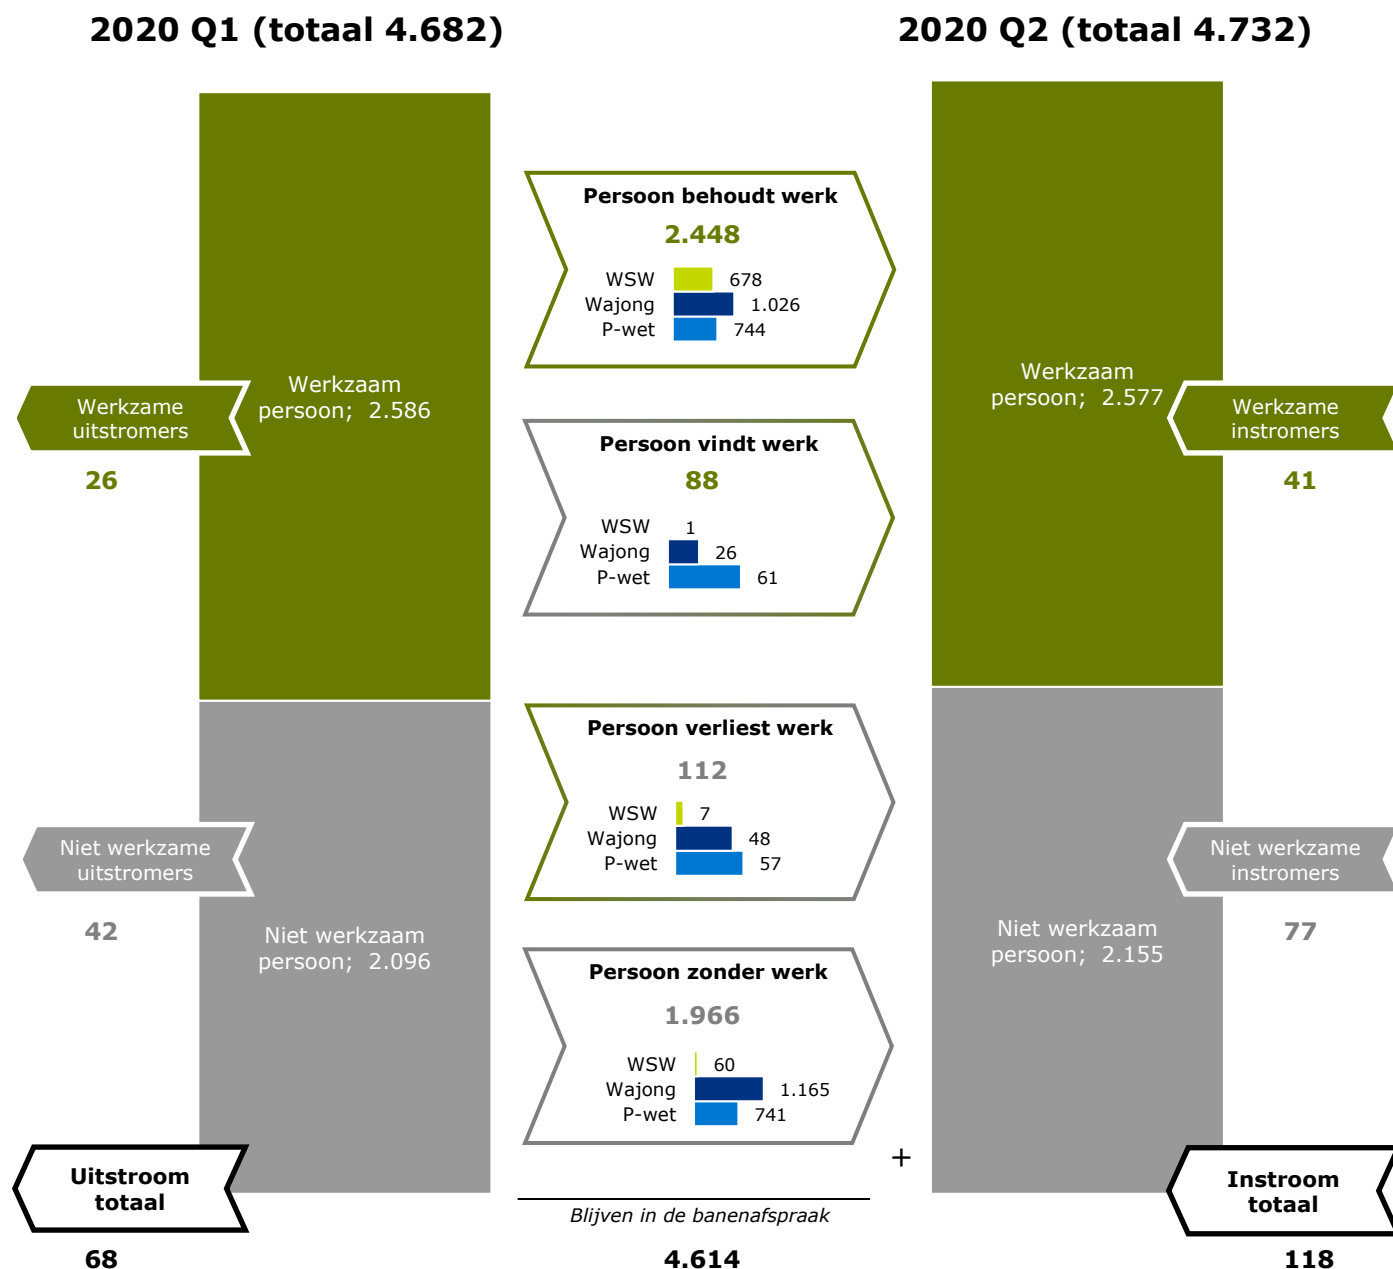 2020 Q1 (totaal 4.682)
2020 Q2 (totaal 4.732)
Persoon behoudt werk
2.448
WSW 678
Wajong 1.026
P-wet 744
Werkzaam
persoon; 2.586
Werkzaam
persoon; 2.577
Werkzame
uitstromers
26
Werkzame
instromers
41
Persoon vindt werk
88
WSW 1
Wajong 26
P-wet 61
Persoon verliest werk
112
WSW 7
Wajong 48
P-wet 57
Niet werkzame
uitstromers
42
Niet werkzame
instromers
77
Niet werkzaam
persoon; 2.096
Niet werkzaam
persoon; 2.155
Persoon zonder werk
1.966
WSW 60
Wajong 1.165
P-wet 741
+
Uitstroom
totaal
68
Blijven in de banenafspraak
4.614
Instroom
totaal
118